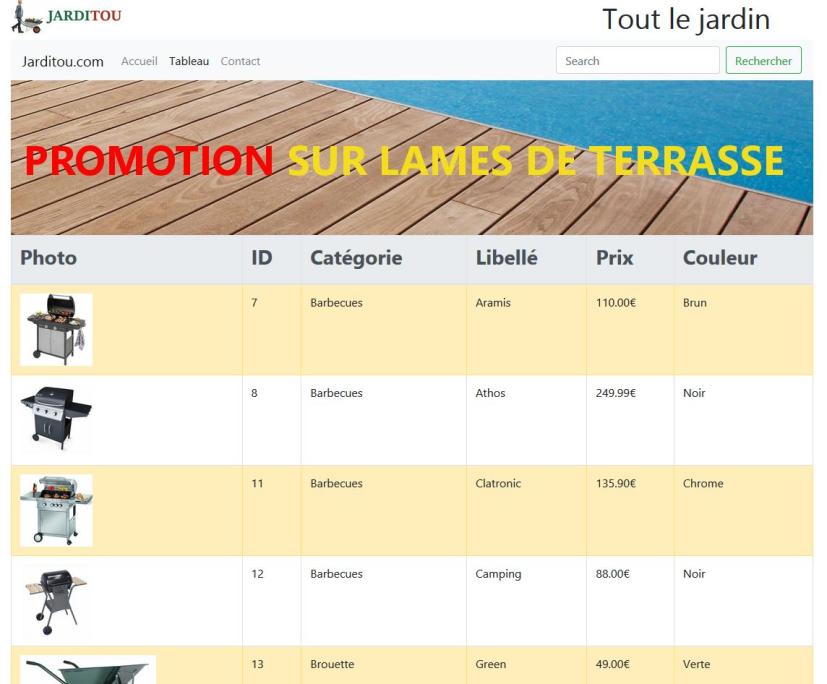 JARDITOU
Tout le jardin
Jarditou.com Accueil Tableau Contact Search Rechercher
PROMOTION SUR LAMES DE TERRASSE
Photo ID Catégorie Libellé Prix Couleur
7 Barbecues Aramis 110.00€ Brun
8 Barbecues Athos 249.99€ Noir
11 Barbecues Clatronic 135.90€ Chrome
12 Barbecues Camping 88.00€ Noir
13 Brouette Green 49.00€ Verte